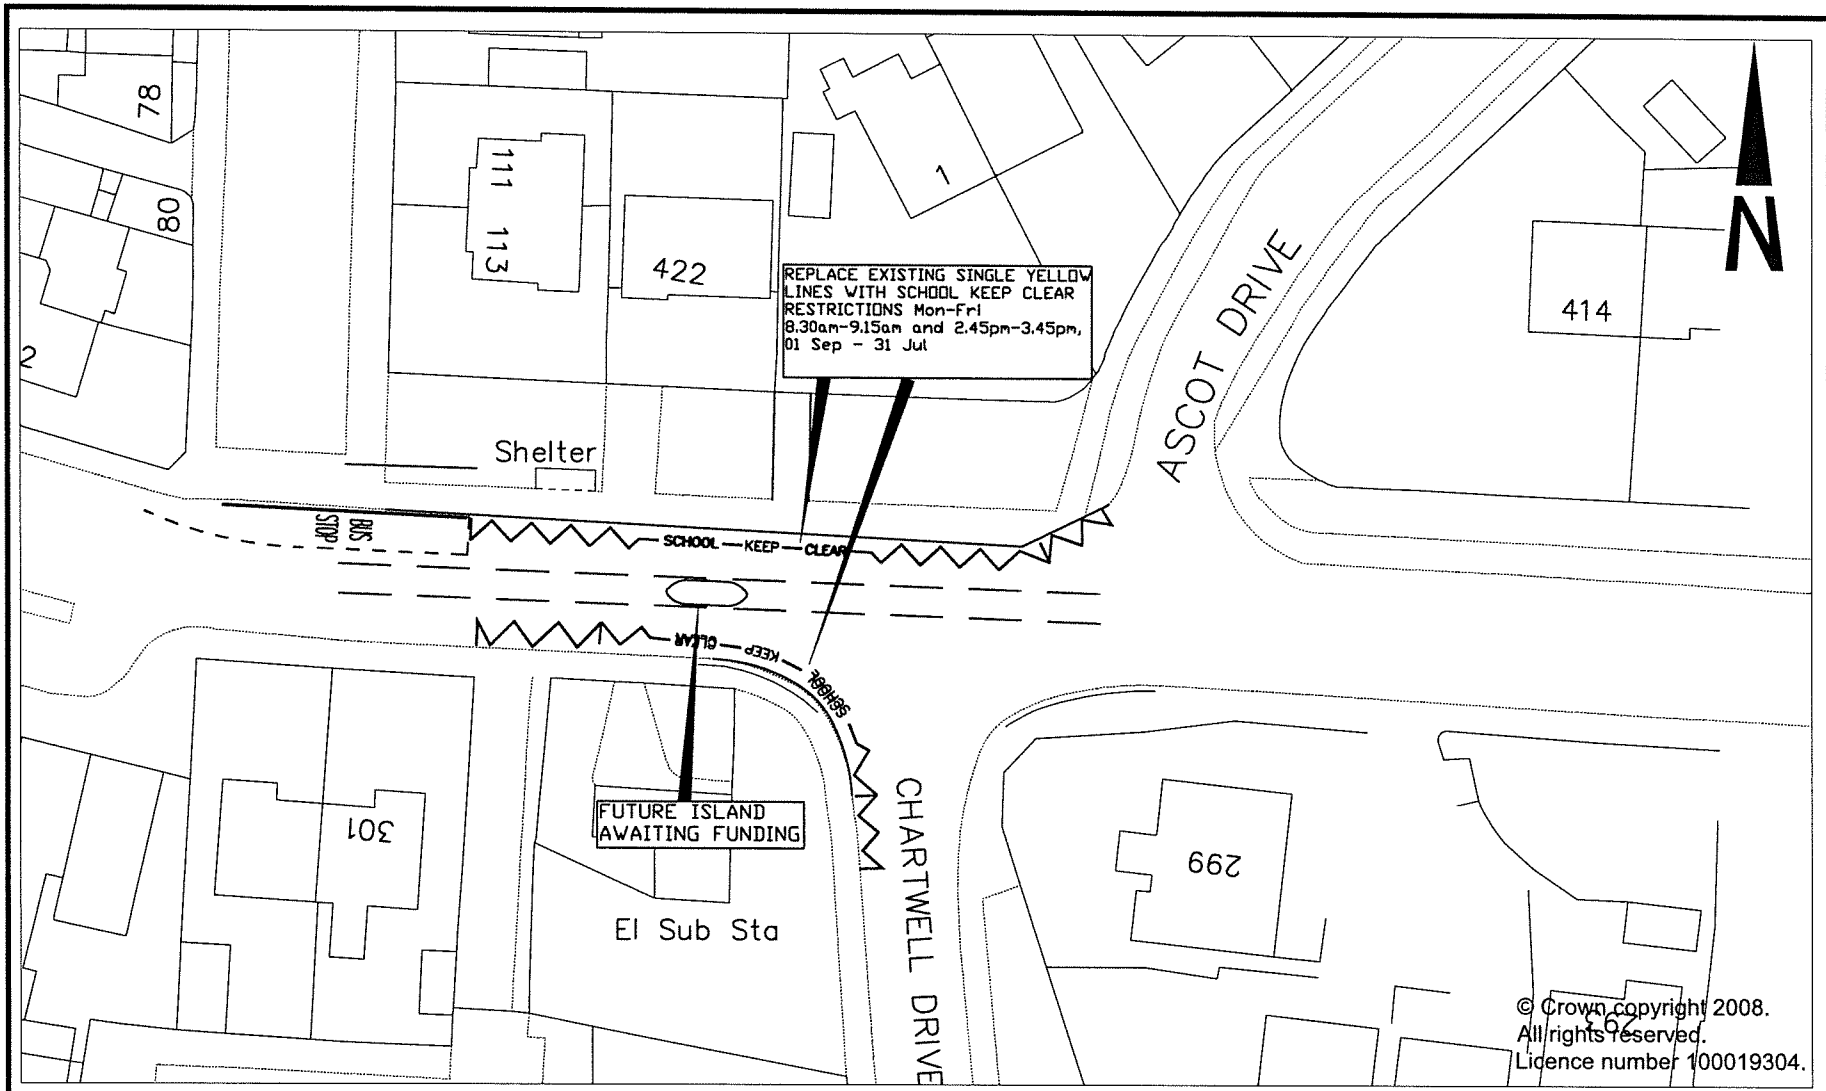 78
80
2
111
113
422
1
414
N
REPLACE EXISTING SINGLE YELLOW
LINES WITH SCHOOL KEEP CLEAR
RESTRICTIONS Mon-Fri
8.30am-9.15am and 2.45pm-3.45pm,
01 Sep - 31 Jul
ASCOT DRIVE
Shelter
BUS
STOP
SCHOOL KEEP CLEAR
SCHOOL KEEP CLEAR
FUTURE ISLAND
AWAITING FUNDING
301
El Sub Sta
CHARTWELL DRIVE
299
293
© Crown copyright 2008.
All rights reserved.
Licence number 100019304.